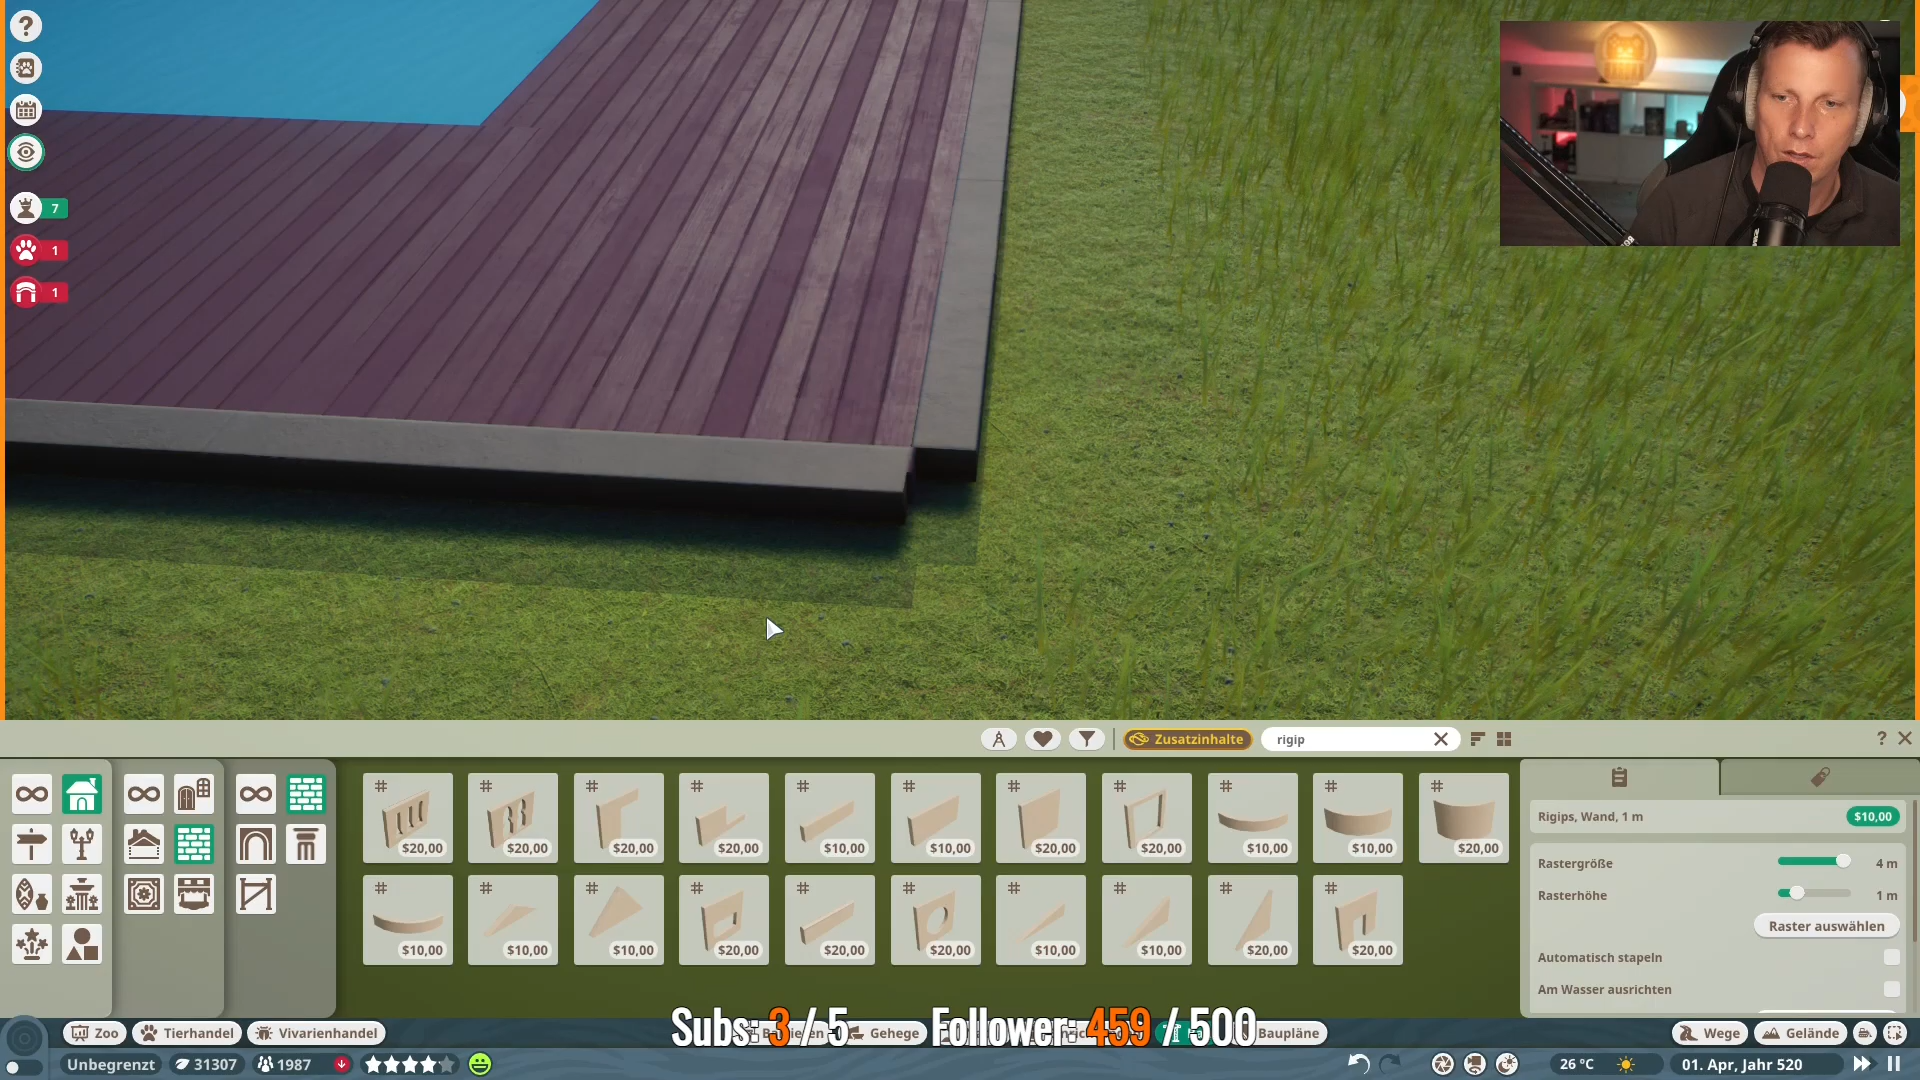 7
1
1
Zusatzinhalte
rigip
$20,00
$20,00
$20,00
$20,00
$10,00
$10,00
$20,00
$20,00
$10,00
$10,00
$20,00
$10,00
$10,00
$10,00
$20,00
$20,00
$20,00
$10,00
$10,00
$20,00
$20,00
Rigips, Wand, 1 m
$10,00
Rastergröße
4 m
Rasterhöhe
1 m
Raster auswählen
Automatisch stapeln
Am Wasser ausrichten
Zoo
Tierhandel
Vivarienhandel
Subs: 3 / 5
Gehege
Follower: 459 / 500
Baupläne
Wege
Gelände
Unbegrenzt
31307
1987
26 °C
01. Apr, Jahr 520